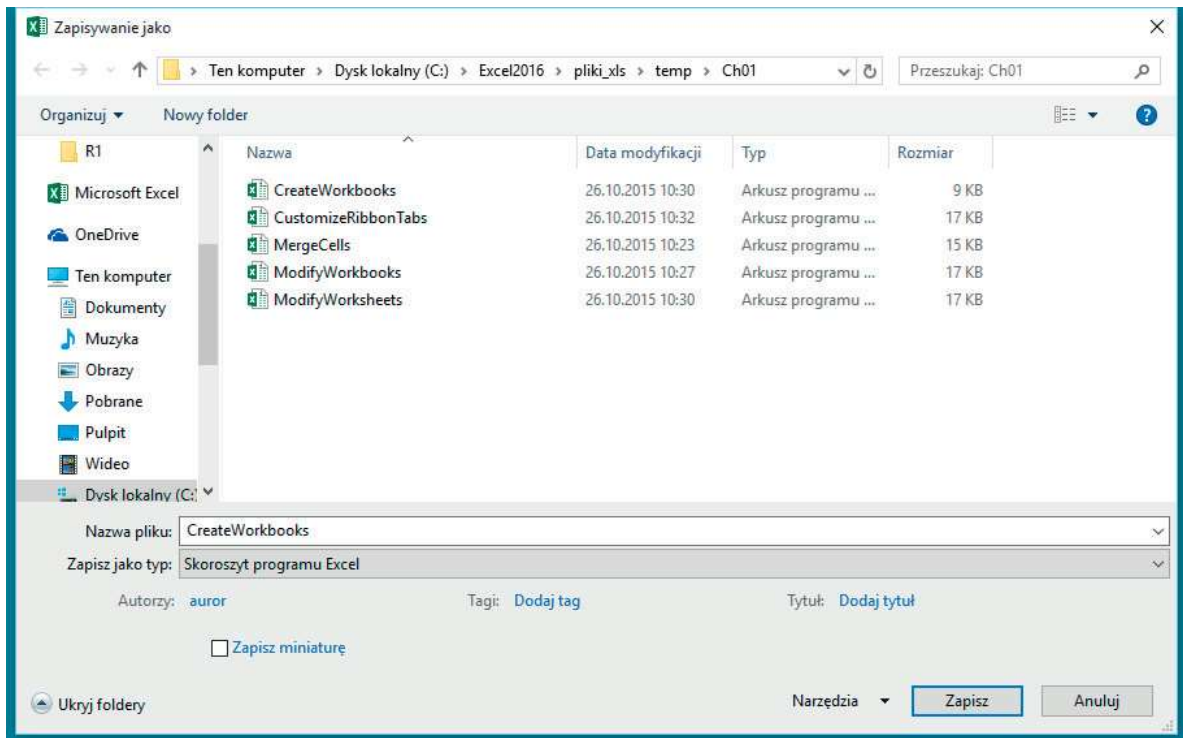 Zapisywanie jako
Ten komputer > Dysk lokalny (C:) > Excel2016 > pliki_xls > temp > Ch01 Przeszukaj: Ch01
Organizuj Nowy folder
R1
Microsoft Excel
OneDrive
Ten komputer
Dokumenty
Muzyka
Obrazy
Pobrane
Pulpit
Wideo
Dysk lokalny (C:)
Nazwa Data modyfikacji Typ Rozmiar
CreateWorkbooks 26.10.2015 10:30 Arkusz programu ... 9 KB
CustomizeRibbonTabs 26.10.2015 10:32 Arkusz programu ... 17 KB
MergeCells 26.10.2015 10:23 Arkusz programu ... 15 KB
ModifyWorkbooks 26.10.2015 10:27 Arkusz programu ... 17 KB
ModifyWorksheets 26.10.2015 10:30 Arkusz programu ... 17 KB
Nazwa pliku: CreateWorkbooks
Zapisz jako typ: Skoroszyt programu Excel
Autorzy: auror Tagi: Dodaj tag Tytuł: Dodaj tytuł
Zapisz miniaturę
Ukryj foldery Narzędzia Zapisz Anuluj